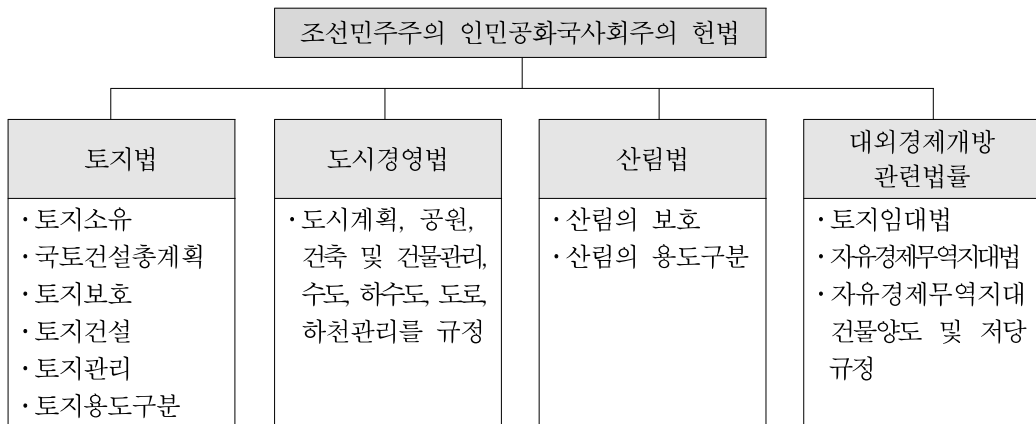 조선민주주의 인민공화국사회주의 헌법
토지법
· 토지소유
· 국토건설총계획
· 토지보호
· 토지건설
· 토지관리
· 토지용도구분
도시경영법
· 도시계획, 공원,
건축 및 건물관리,
수도, 하수도, 도로,
하천관리를 규정
산림법
· 산림의 보호
· 산림의 용도구분
대외경제개방
관련법률
· 토지임대법
· 자유경제무역지대법
· 자유경제무역지대
건물양도 및 저당
규정